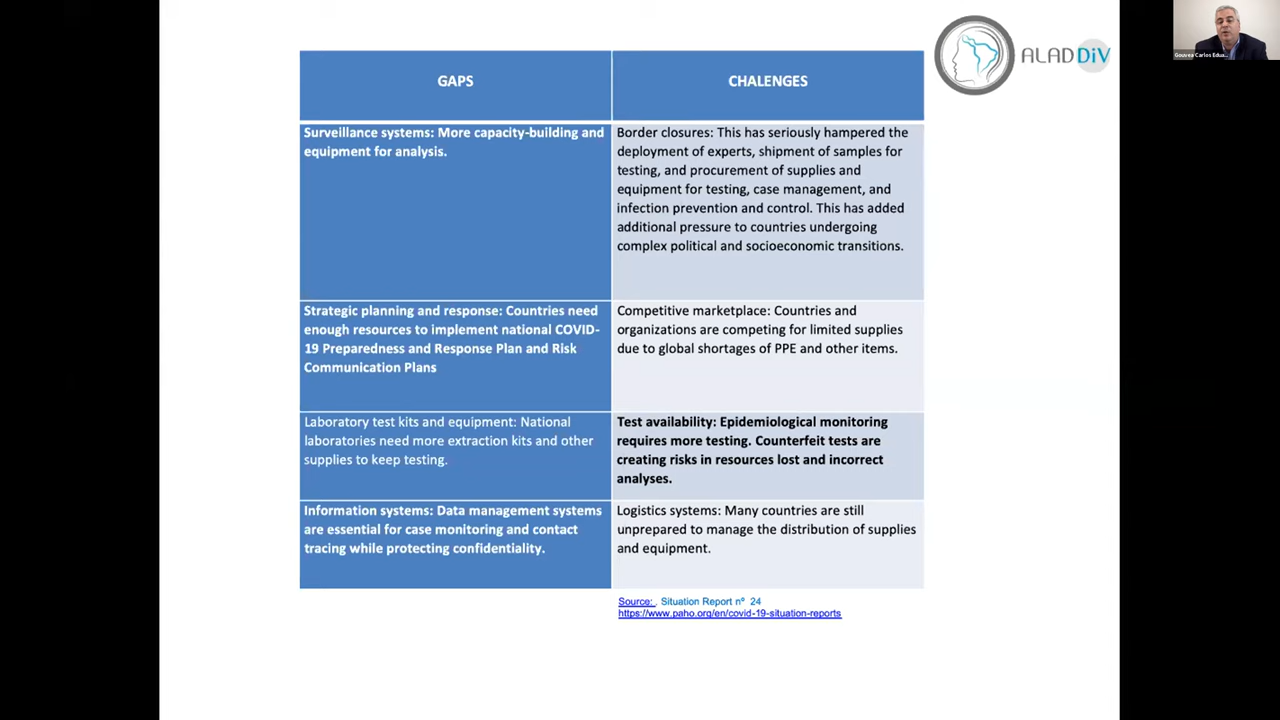 GAPS
CHALENGES
Surveillance systems: More capacity-building and
equipment for analysis.
Border closures: This has seriously hampered the
deployment of experts, shipment of samples for
testing, and procurement of supplies and
equipment for testing, case management, and
infection prevention and control. This has added
additional pressure to countries undergoing
complex political and socioeconomic transitions.
Strategic planning and response: Countries need
enough resources to implement national COVID-
19 Preparedness and Response Plan and Risk
Communication Plans
Competitive marketplace: Countries and
organizations are competing for limited supplies
due to global shortages of PPE and other items.
Laboratory test kits and equipment: National
laboratories need more extraction kits and other
supplies to keep testing.
Test availability: Epidemiological monitoring
requires more testing. Counterfeit tests are
creating risks in resources lost and incorrect
analyses.
Information systems: Data management systems
are essential for case monitoring and contact
tracing while protecting confidentiality.
Logistics systems: Many countries are still
unprepared to manage the distribution of supplies
and equipment.
Source: . Situation Report nº 24
https://www.paho.org/en/covid-19-situation-reports
ALADDiV
Gouvea Carlos Edua...